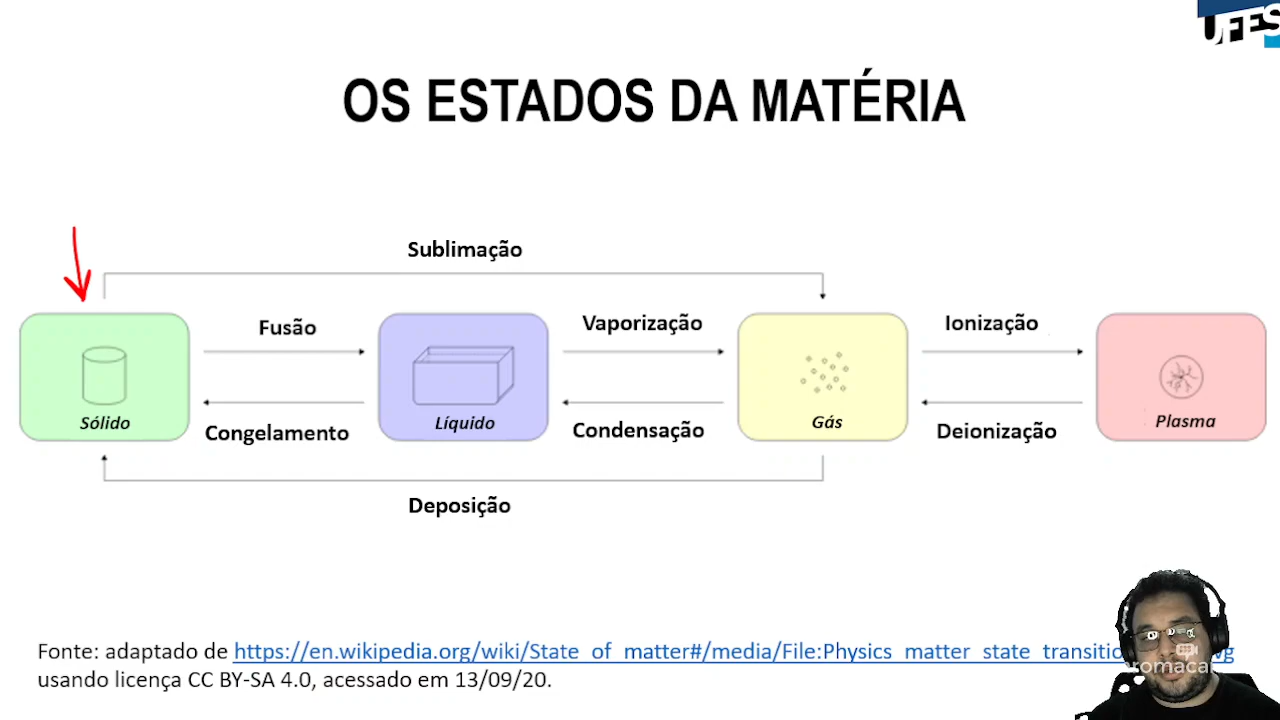 UFES
OS ESTADOS DA MATÉRIA
Sublimação
Fusão
Vaporização
Ionização
Sólido
Líquido
Gás
Plasma
Congelamento
Condensação
Deionização
Deposição
Fonte: adaptado de https://en.wikipedia.org/wiki/State_of_matter#/media/File:Physics_matter_state_transitio
usando licença CC BY-SA 4.0, acessado em 13/09/20.